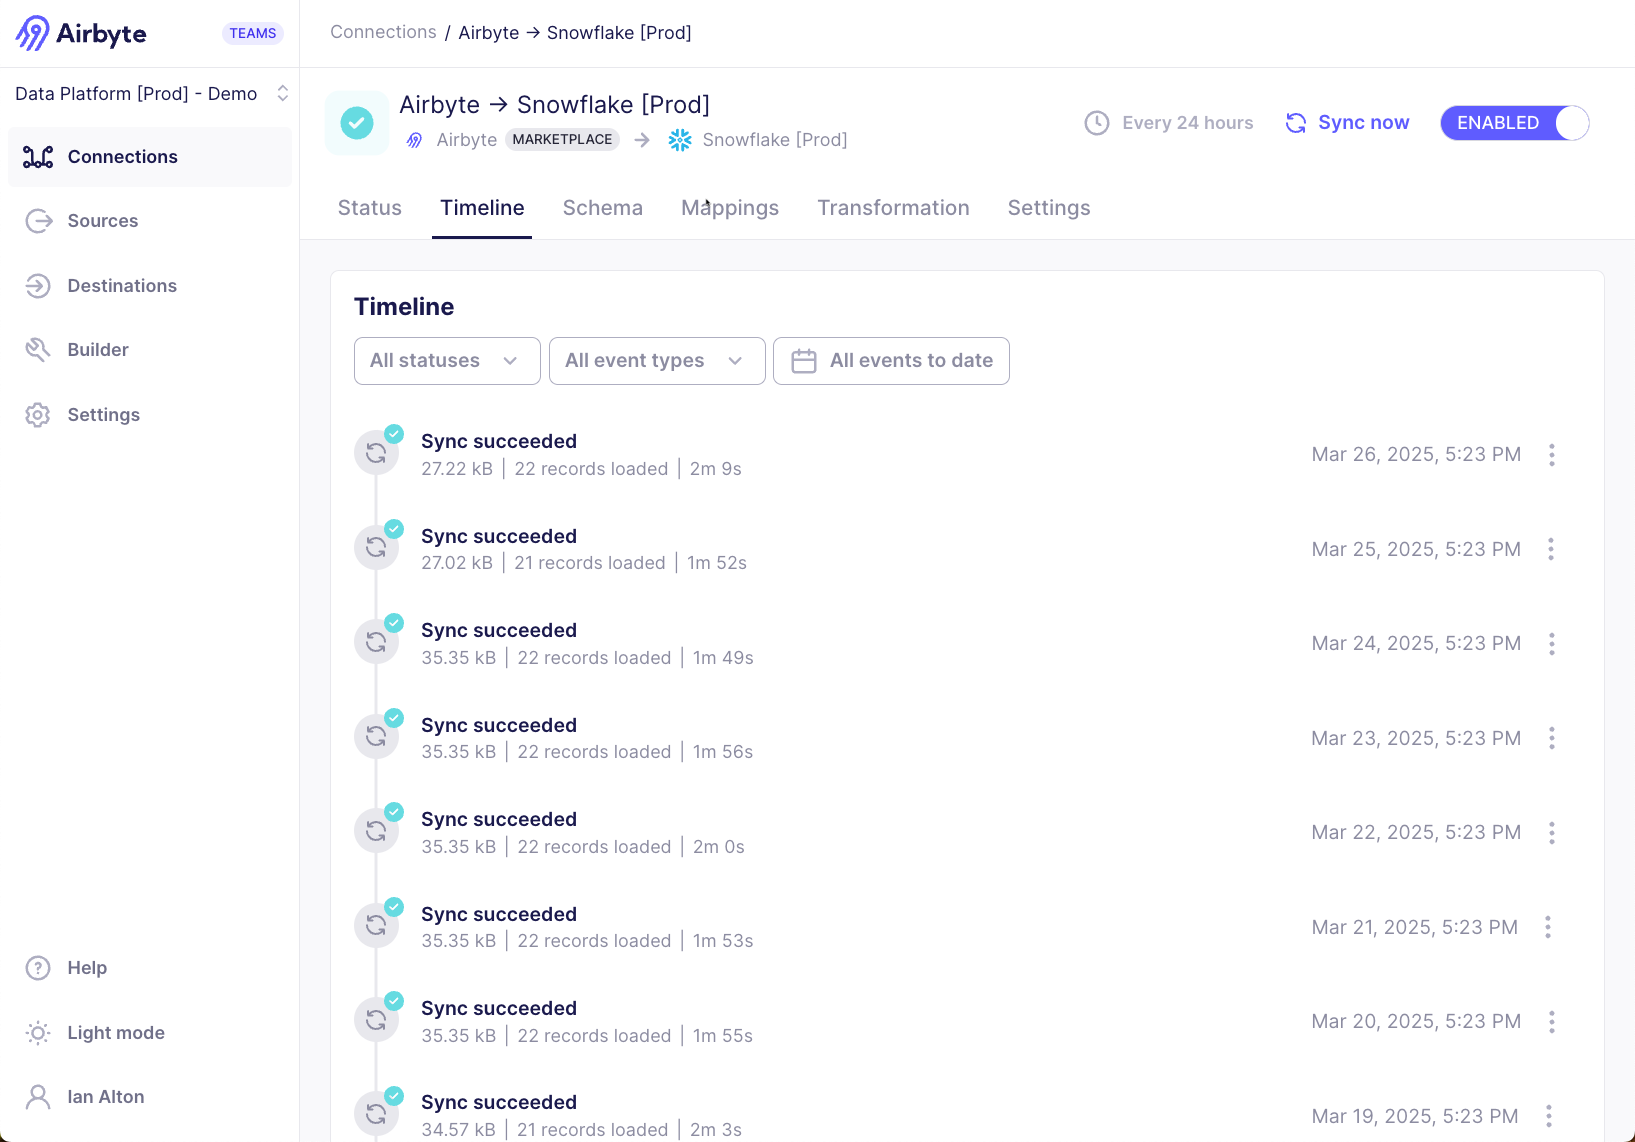 Airbyte TEAMS
Connections / Airbyte → Snowflake [Prod]
Data Platform [Prod] - Demo
Connections
Sources
Destinations
Builder
Settings
Help
Light mode
Ian Alton
Airbyte → Snowflake [Prod]
Airbyte MARKETPLACE → Snowflake [Prod]
Every 24 hours
Sync now
ENABLED
Status Timeline Schema Mappings Transformation Settings
Timeline
All statuses All event types All events to date
Sync succeeded
27.22 kB | 22 records loaded | 2m 9s
Mar 26, 2025, 5:23 PM
Sync succeeded
27.02 kB | 21 records loaded | 1m 52s
Mar 25, 2025, 5:23 PM
Sync succeeded
35.35 kB | 22 records loaded | 1m 49s
Mar 24, 2025, 5:23 PM
Sync succeeded
35.35 kB | 22 records loaded | 1m 56s
Mar 23, 2025, 5:23 PM
Sync succeeded
35.35 kB | 22 records loaded | 2m 0s
Mar 22, 2025, 5:23 PM
Sync succeeded
35.35 kB | 22 records loaded | 1m 53s
Mar 21, 2025, 5:23 PM
Sync succeeded
35.35 kB | 22 records loaded | 1m 55s
Mar 20, 2025, 5:23 PM
Sync succeeded
34.57 kB | 21 records loaded | 2m 3s
Mar 19, 2025, 5:23 PM